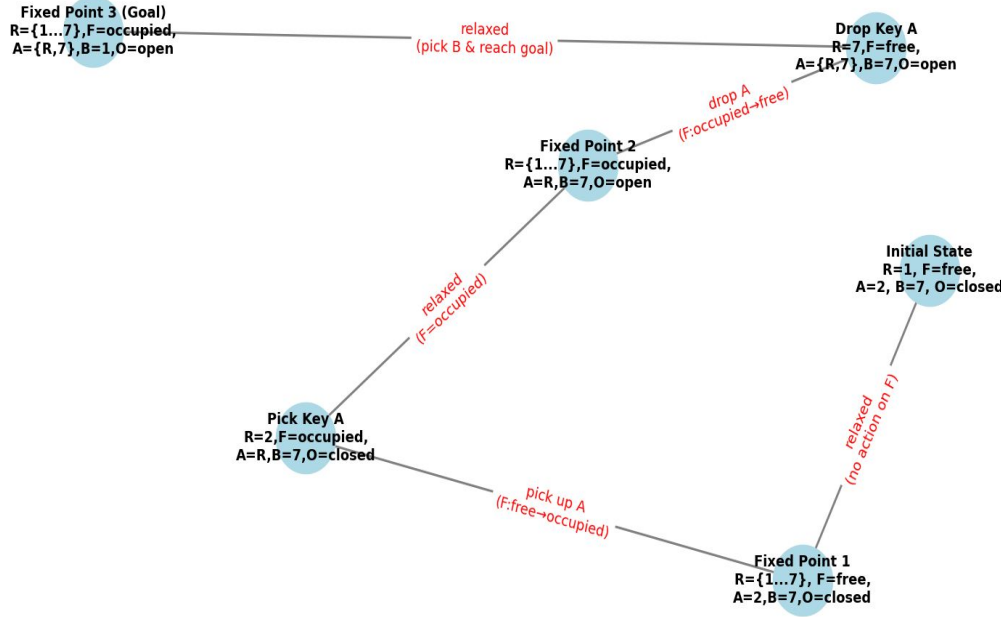 Fixed Point 3 (Goal)
R={1...7},F=occupied,
A={R,7},B=1,O=open
relaxed
(pick B & reach goal)
Drop Key A
R=7,F=free,
A={R,7},B=7,O=open
drop A
(F:occupied→free)
Fixed Point 2
R={1...7},F=occupied,
A=R,B=7,O=open
Initial State
R=1, F=free,
A=2, B=7, O=closed
relaxed
(F=occupied)
relaxed
(no action on F)
Pick Key A
R=2,F=occupied,
A=R,B=7,O=closed
pick up A
(F:free→occupied)
Fixed Point 1
R={1...7}, F=free,
A=2,B=7,O=closed